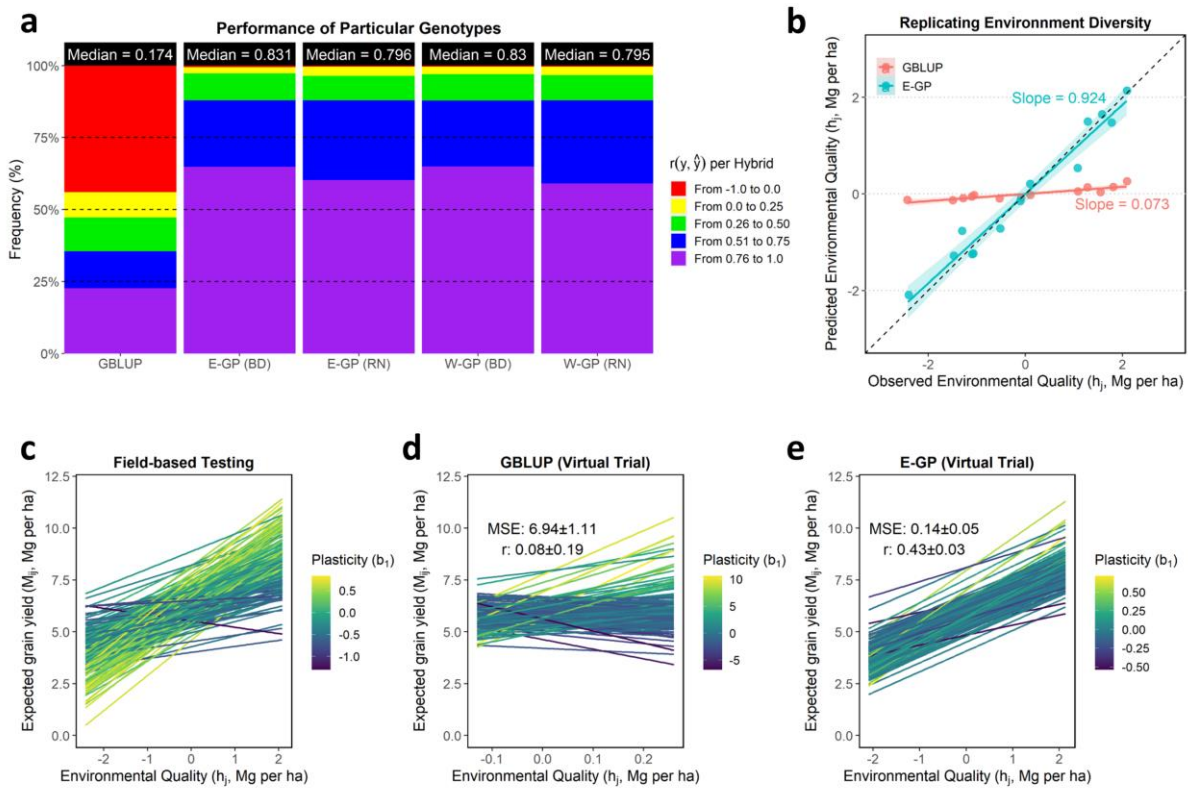 a
Performance of Particular Genotypes
Median = 0.174
Median = 0.831
Median = 0.796
Median = 0.83
Median = 0.795
100%
75%
50%
25%
0%
Frequency (%)
GBLUP
E-GP (BD)
E-GP (RN)
W-GP (BD)
W-GP (RN)
r(y, ŷ) per Hybrid
From -1.0 to 0.0
From 0.0 to 0.25
From 0.26 to 0.50
From 0.51 to 0.75
From 0.76 to 1.0
b
Replicating Environnment Diversity
GBLUP
E-GP
Slope = 0.924
Slope = 0.073
2
0
-2
Predicted Environmental Quality (hj, Mg per ha)
-2
0
2
Observed Environmental Quality (hj, Mg per ha)
c
Field-based Testing
12.5
10.0
7.5
5.0
2.5
0.0
Expected grain yield (Mij, Mg per ha)
-2
-1
0
1
2
Environmental Quality (hj, Mg per ha)
Plasticity (b1)
0.5
0.0
-0.5
-1.0
d
GBLUP (Virtual Trial)
MSE: 6.94±1.11
r: 0.08±0.19
12.5
10.0
7.5
5.0
2.5
0.0
Expected grain yield (Mij, Mg per ha)
-0.1
0.0
0.1
0.2
Environmental Quality (hj, Mg per ha)
Plasticity (b1)
10
5
0
-5
e
E-GP (Virtual Trial)
MSE: 0.14±0.05
r: 0.43±0.03
12.5
10.0
7.5
5.0
2.5
0.0
Expected grain yield (Mij, Mg per ha)
-2
-1
0
1
2
Environmental Quality (hj, Mg per ha)
Plasticity (b1)
0.50
0.25
0.00
-0.25
-0.50